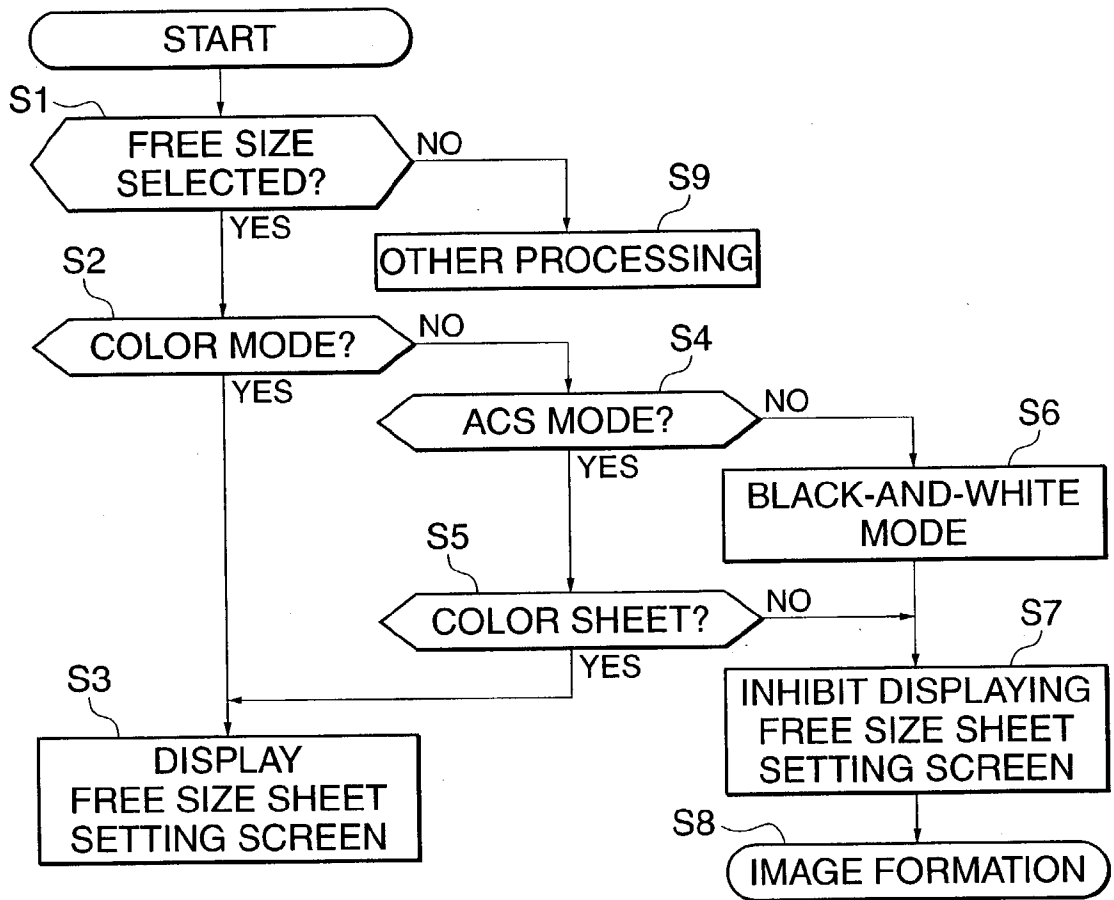 START
S1
FREE SIZE
SELECTED?
NO
YES
S9
OTHER PROCESSING
S2
COLOR MODE?
NO
YES
S4
ACS MODE?
NO
YES
S6
BLACK-AND-WHITE
MODE
S5
COLOR SHEET?
NO
YES
S7
INHIBIT DISPLAYING
FREE SIZE SHEET
SETTING SCREEN
S3
DISPLAY
FREE SIZE SHEET
SETTING SCREEN
S8
IMAGE FORMATION